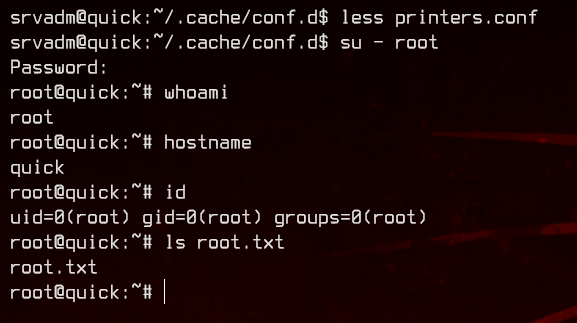 srvadm@quick:~/.cache/conf.d$ less printers.conf
srvadm@quick:~/.cache/conf.d$ su - root
Password:
root@quick:~# whoami
root
root@quick:~# hostname
quick
root@quick:~# id
uid=0(root) gid=0(root) groups=0(root)
root@quick:~# ls root.txt
root.txt
root@quick:~#